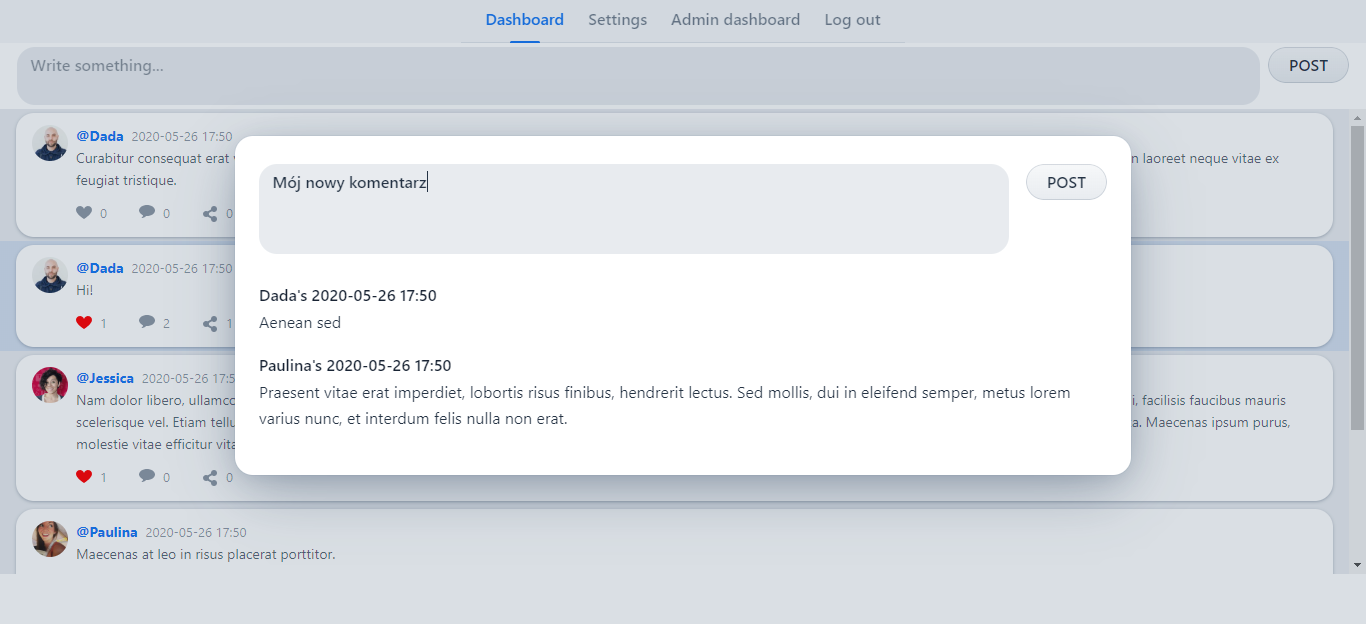 Dashboard Settings Admin dashboard Log out
Write something...
POST
@Dada 2020-05-26 17:50
Curabitur consequat erat
n laoreet neque vitae ex
feugiat tristique.
0 0 0
@Dada 2020-05-26 17:50
Hi!
1 2 1
@Jessica 2020-05-26 17:5
Nam dolor libero, ullamco
i, facilisis faucibus mauris
scelerisque vel. Etiam tellu
a. Maecenas ipsum purus,
molestie vitae efficitur vita
1 0 0
@Paulina 2020-05-26 17:50
Maecenas at leo in risus placerat porttitor.
Mój nowy komentarz
POST
Dada's 2020-05-26 17:50
Aenean sed
Paulina's 2020-05-26 17:50
Praesent vitae erat imperdiet, lobortis risus finibus, hendrerit lectus. Sed mollis, dui in eleifend semper, metus lorem
varius nunc, et interdum felis nulla non erat.